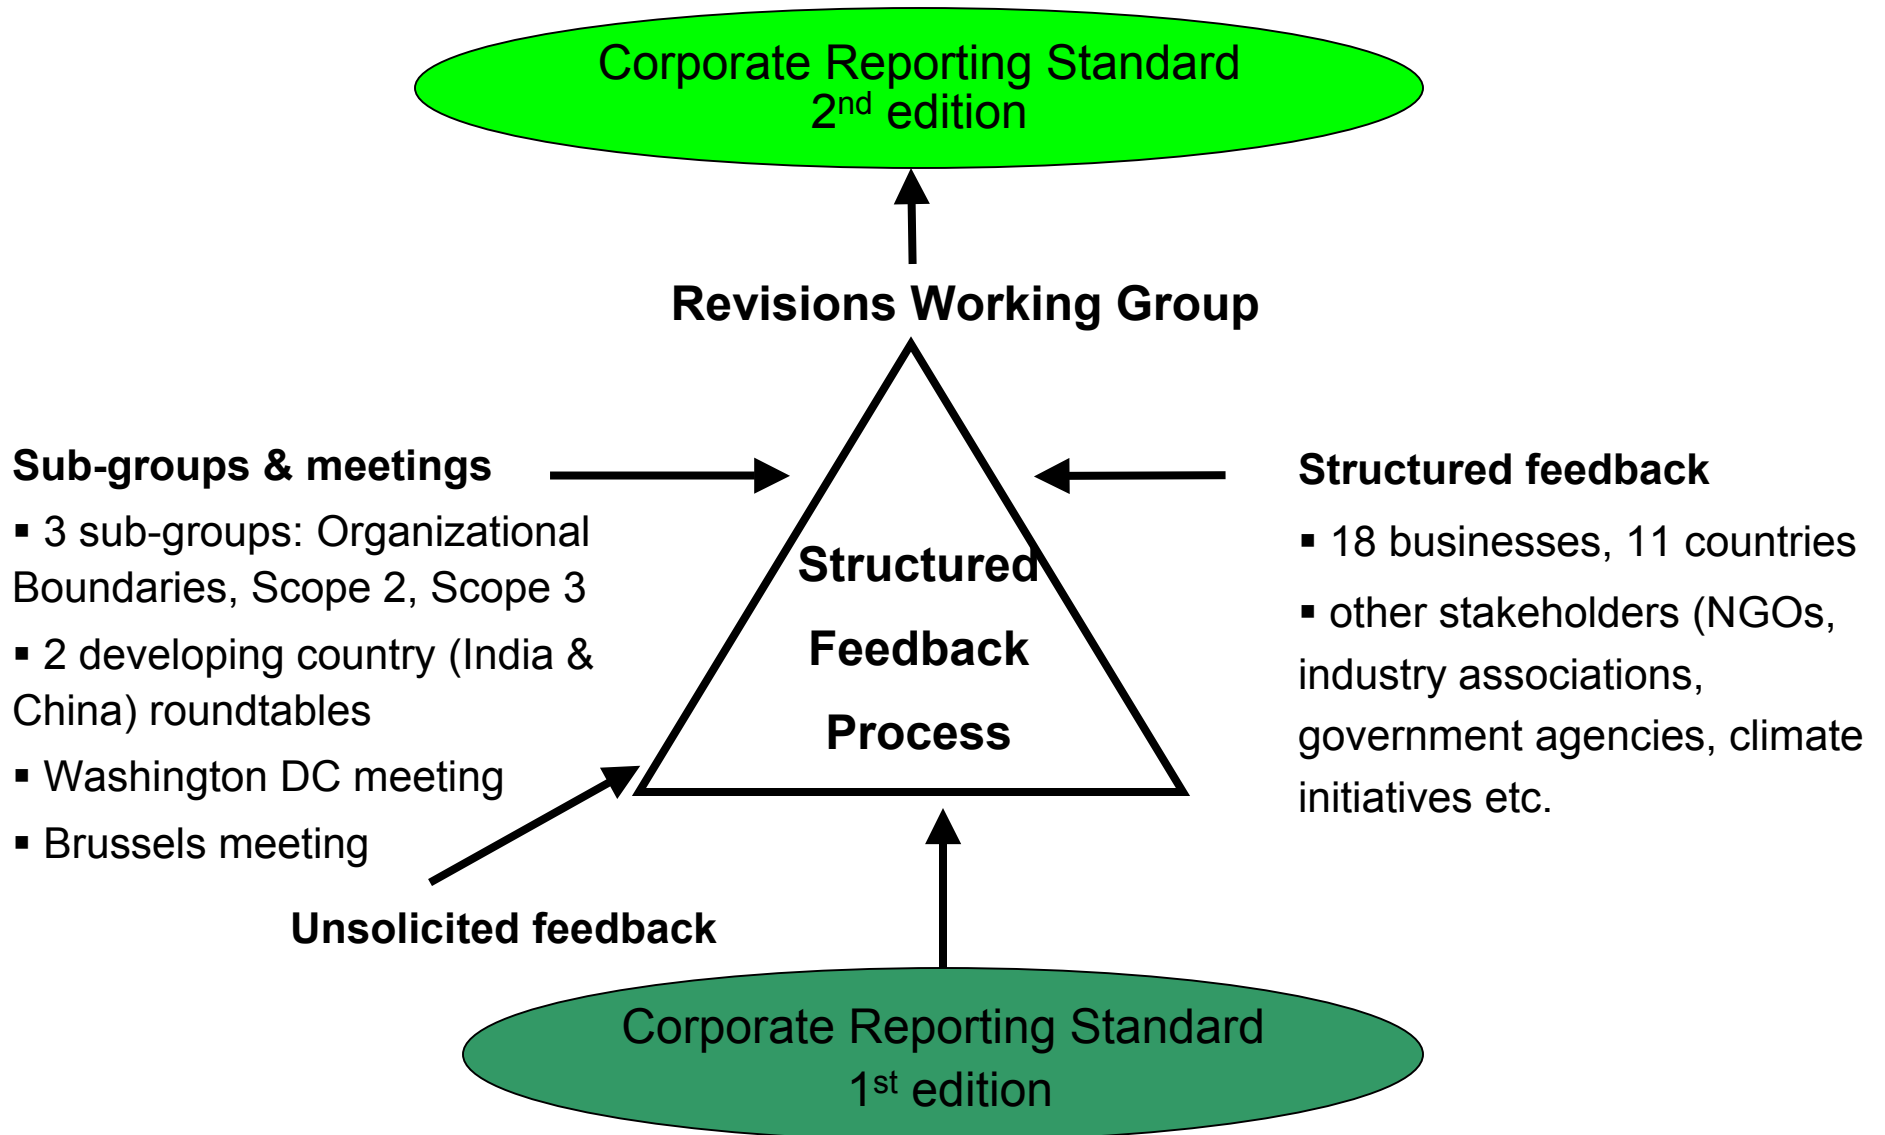 Corporate Reporting Standard
2nd edition
Revisions Working Group
Sub-groups & meetings
▪ 3 sub-groups: Organizational
Boundaries, Scope 2, Scope 3
▪ 2 developing country (India &
China) roundtables
▪ Washington DC meeting
▪ Brussels meeting
Structured
Feedback
Process
Structured feedback
▪ 18 businesses, 11 countries
▪ other stakeholders (NGOs,
industry associations,
government agencies, climate
initiatives etc.
Unsolicited feedback
Corporate Reporting Standard
1st edition